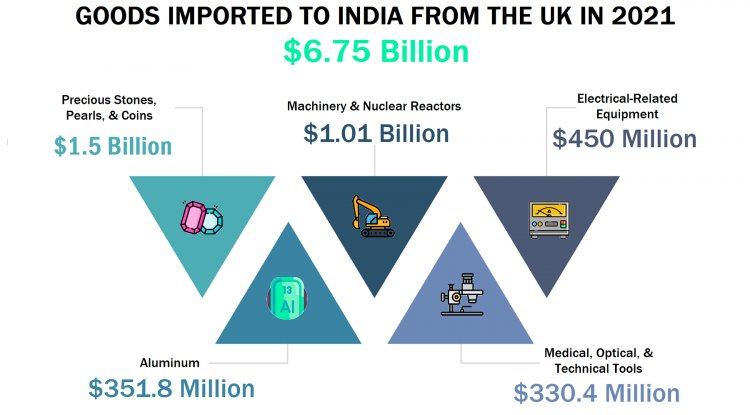 GOODS IMPORTED TO INDIA FROM THE UK IN 2021
$6.75 Billion
Precious Stones,
Pearls, & Coins
$1.5 Billion
Machinery & Nuclear Reactors
$1.01 Billion
Electrical-Related
Equipment
$450 Million
13
Al
Aluminum
$351.8 Million
Medical, Optical, &
Technical Tools
$330.4 Million